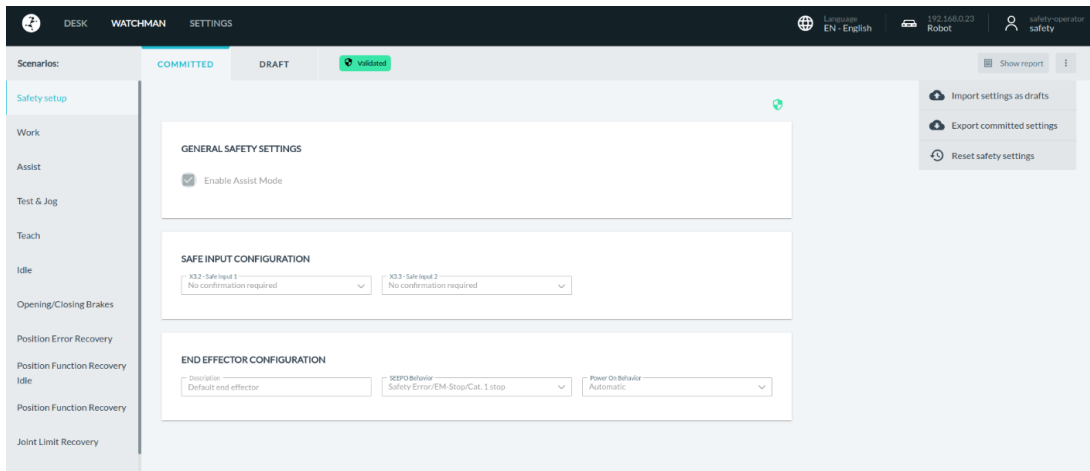 DESK WATCHMAN SETTINGS
Language
EN - English
192.168.0.23
Robot
safety-operator
safety
Scenarios:
COMMITTED DRAFT Validated Show report
Safety setup
Work
Assist
Test & Jog
Teach
Idle
Opening/Closing Brakes
Position Error Recovery
Position Function Recovery
Idle
Position Function Recovery
Joint Limit Recovery
GENERAL SAFETY SETTINGS
Enable Assist Mode
SAFE INPUT CONFIGURATION
X3.2 - Safe Input 1
No confirmation required
X3.3 - Safe Input 2
No confirmation required
END EFFECTOR CONFIGURATION
Description
Default end effector
SEEPO Behavior
Safety Error/EM-Stop/Cat. 1 stop
Power On Behavior
Automatic
Import settings as drafts
Export committed settings
Reset safety settings